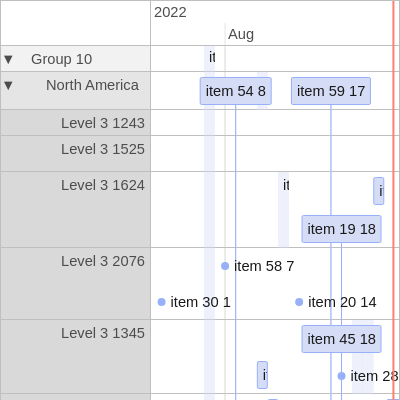 2022
Aug
▼ Group 10
it
▼ North America
item 54 8
item 59 17
Level 3 1243
Level 3 1525
Level 3 1624
it
item 19 18
Level 3 2076
item 58 7
item 30 1
item 20 14
Level 3 1345
item 45 18
item 28